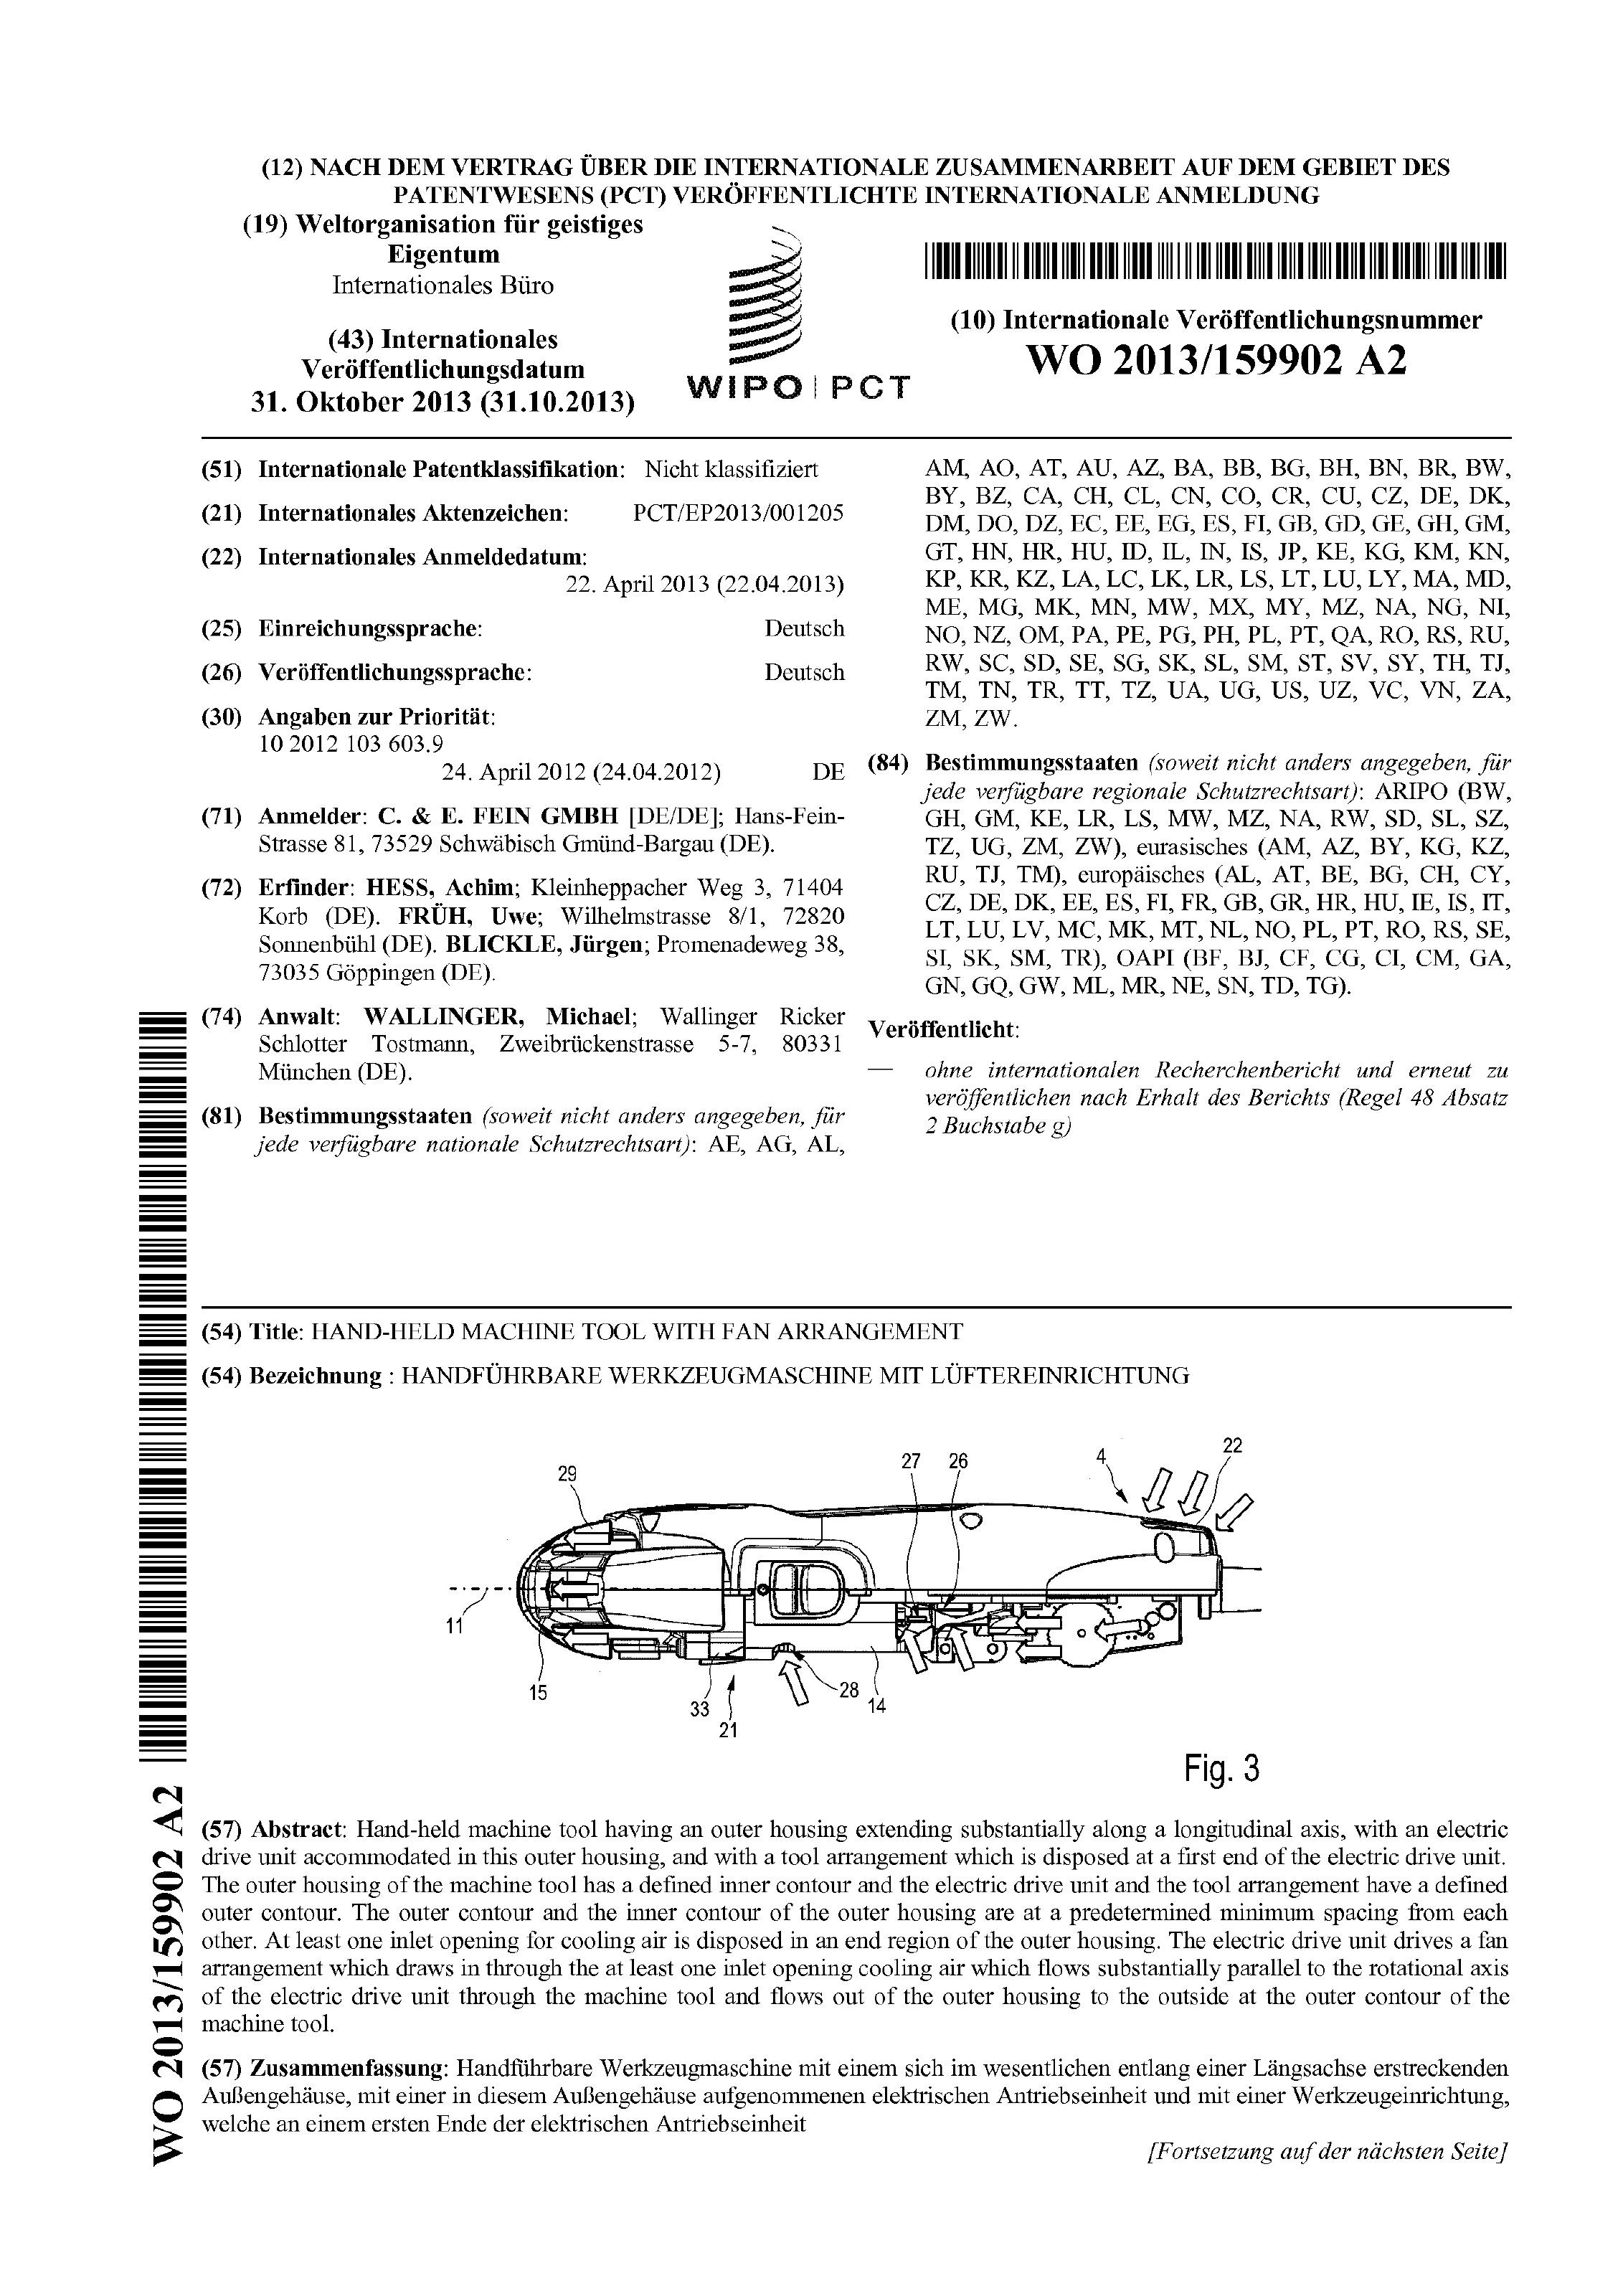 (12) NACH DEM VERTRAG ÜBER DIE INTERNATIONALE ZUSAMMENARBEIT AUF DEM GEBIET DES
PATENTWESENS (PCT) VERÖFFENTLICHTE INTERNATIONALE ANMELDUNG
(19) Weltorganisation für geistiges
Eigentum
Internationales Büro
(43) Internationales
Veröffentlichungsdatum
31. Oktober 2013 (31.10.2013)
WIPO | PCT
(10) Internationale Veröffentlichungsnummer
WO 2013/159902 A2
(51) Internationale Patentklassifikation: Nicht klassifiziert
(21) Internationales Aktenzeichen: PCT/EP2013/001205
(22) Internationales Anmeldedatum:
22. April 2013 (22.04.2013)
(25) Einreichungssprache: Deutsch
(26) Veröffentlichungssprache: Deutsch
(30) Angaben zur Priorität:
10 2012 103 603.9
24. April 2012 (24.04.2012) DE
(71) Anmelder: C. & E. FEIN GMBH [DE/DE]; Hans-Fein-
Strasse 81, 73529 Schwäbisch Gmünd-Bargau (DE).
(72) Erfinder: HESS, Achim; Kleinheppacher Weg 3, 71404
Korb (DE). FRÜH, Uwe; Wilhelmstrasse 8/1, 72820
Sonnenbühl (DE). BLICKLE, Jürgen; Promenadeweg 38,
73035 Göppingen (DE).
(74) Anwalt: WALLINGER, Michael; Wallinger Ricker
Schlotter Tostmann, Zweibrückenstrasse 5-7, 80331
München (DE).
(81) Bestimmungsstaaten (soweit nicht anders angegeben, für
jede verfügbare nationale Schutzrechtsart): AE, AG, AL,
AM, AO, AT, AU, AZ, BA, BB, BG, BH, BN, BR, BW,
BY, BZ, CA, CH, CL, CN, CO, CR, CU, CZ, DE, DK,
DM, DO, DZ, EC, EE, EG, ES, FI, GB, GD, GE, GH, GM,
GT, HN, HR, HU, ID, IL, IN, IS, JP, KE, KG, KM, KN,
KP, KR, KZ, LA, LC, LK, LR, LS, LT, LU, LY, MA, MD,
ME, MG, MK, MN, MW, MX, MY, MZ, NA, NG, NI,
NO, NZ, OM, PA, PE, PG, PH, PL, PT, QA, RO, RS, RU,
RW, SC, SD, SE, SG, SK, SL, SM, ST, SV, SY, TH, TJ,
TM, TN, TR, TT, TZ, UA, UG, US, UZ, VC, VN, ZA,
ZM, ZW.
(84) Bestimmungsstaaten (soweit nicht anders angegeben, für
jede verfügbare regionale Schutzrechtsart): ARIPO (BW,
GH, GM, KE, LR, LS, MW, MZ, NA, RW, SD, SL, SZ,
TZ, UG, ZM, ZW), eurasisches (AM, AZ, BY, KG, KZ,
RU, TJ, TM), europäisches (AL, AT, BE, BG, CH, CY,
CZ, DE, DK, EE, ES, FI, FR, GB, GR, HR, HU, IE, IS, IT,
LT, LU, LV, MC, MK, MT, NL, NO, PL, PT, RO, RS, SE,
SI, SK, SM, TR), OAPI (BF, BJ, CF, CG, CI, CM, GA,
GN, GQ, GW, ML, MR, NE, SN, TD, TG).
Veröffentlicht:
— ohne internationalen Recherchenbericht und erneut zu
veröffentlichen nach Erhalt des Berichts (Regel 48 Absatz
2 Buchstabe g)
(54) Title: HAND-HELD MACHINE TOOL WITH FAN ARRANGEMENT
(54) Bezeichnung : HANDFÜHRBARE WERKZEUGMASCHINE MIT LÜFTEREINRICHTUNG
29
27
26
4
22
11
15
33
21
28
14
Fig. 3
(57) Abstract: Hand-held machine tool having an outer housing extending substantially along a longitudinal axis, with an electric
drive unit accommodated in this outer housing, and with a tool arrangement which is disposed at a first end of the electric drive unit.
The outer housing of the machine tool has a defined inner contour and the electric drive unit and the tool arrangement have a defined
outer contour. The outer contour and the inner contour of the outer housing are at a predetermined minimum spacing from each
other. At least one inlet opening for cooling air is disposed in an end region of the outer housing. The electric drive unit drives a fan
arrangement which draws in through the at least one inlet opening cooling air which flows substantially parallel to the rotational axis
of the electric drive unit through the machine tool and flows out of the outer housing to the outside at the outer contour of the
machine tool.
(57) Zusammenfassung: Handführbare Werkzeugmaschine mit einem sich im wesentlichen entlang einer Längsachse erstreckenden
Außengehäuse, mit einer in diesem Außengehäuse aufgenommenen elektrischen Antriebseinheit und mit einer Werkzeugeinrichtung,
welche an einem ersten Ende der elektrischen Antriebseinheit
[Fortsetzung auf der nächsten Seite]
WO 2013/159902 A2